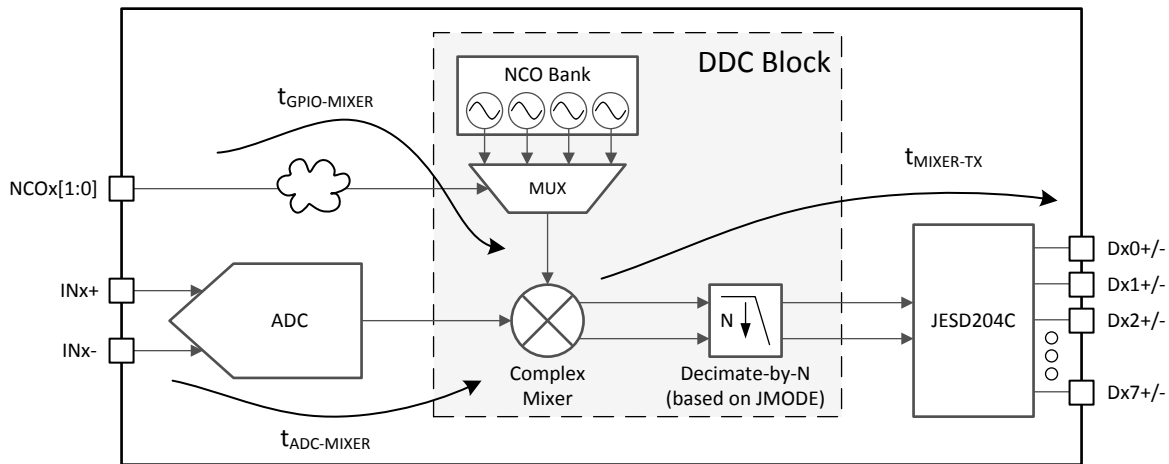 NCO Bank
DDC Block
tGPIO-MIXER
MUX
tMIXER-TX
NCOx[1:0]
INx+
INx-
ADC
N
JESD204C
Dx0+/-
Dx1+/-
Dx2+/-
Dx7+/-
Complex
Mixer
Decimate-by-N
(based on JMODE)
tADC-MIXER